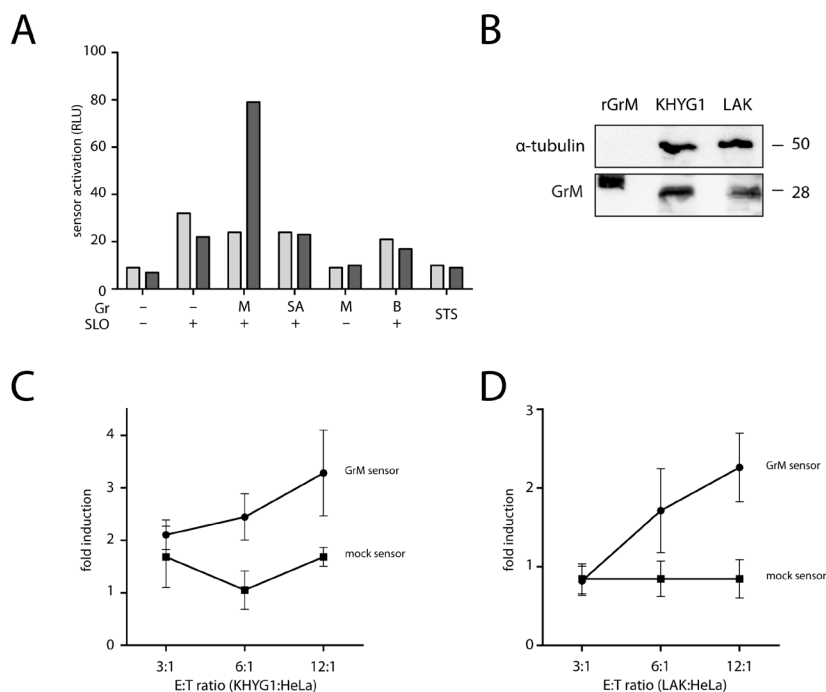 A
100
80
60
40
20
0
sensor activation (RLU)
Gr – – M SA M B STS
SLO – + + + – +
B
rGrM KHYG1 LAK
α-tubulin – 50
GrM – 28
C
4
3
2
1
0
fold induction
GrM sensor
mock sensor
3:1 6:1 12:1
E:T ratio (KHYG1:HeLa)
D
3
2
1
0
fold induction
GrM sensor
mock sensor
3:1 6:1 12:1
E:T ratio (LAK:HeLa)